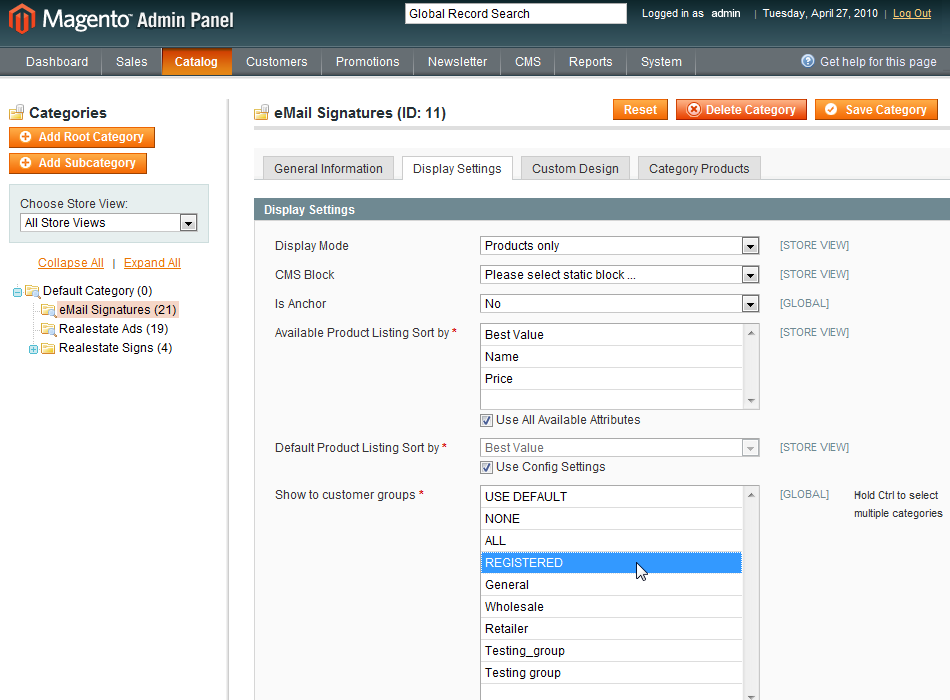 Magento Admin Panel
Global Record Search
Logged in as admin | Tuesday, April 27, 2010 | Log Out
Dashboard Sales Catalog Customers Promotions Newsletter CMS Reports System Get help for this page
Categories
Add Root Category
Add Subcategory
Choose Store View:
All Store Views
Collapse All | Expand All
Default Category (0)
eMail Signatures (21)
Realestate Ads (19)
Realestate Signs (4)
eMail Signatures (ID: 11) Reset Delete Category Save Category
General Information Display Settings Custom Design Category Products
Display Settings
Display Mode Products only [STORE VIEW]
CMS Block Please select static block ... [STORE VIEW]
Is Anchor No [GLOBAL]
Available Product Listing Sort by * [STORE VIEW]
Best Value
Name
Price
Use All Available Attributes
Default Product Listing Sort by * Best Value [STORE VIEW]
Use Config Settings
Show to customer groups * [GLOBAL] Hold Ctrl to select
multiple categories
USE DEFAULT
NONE
ALL
REGISTERED
General
Wholesale
Retailer
Testing_group
Testing group